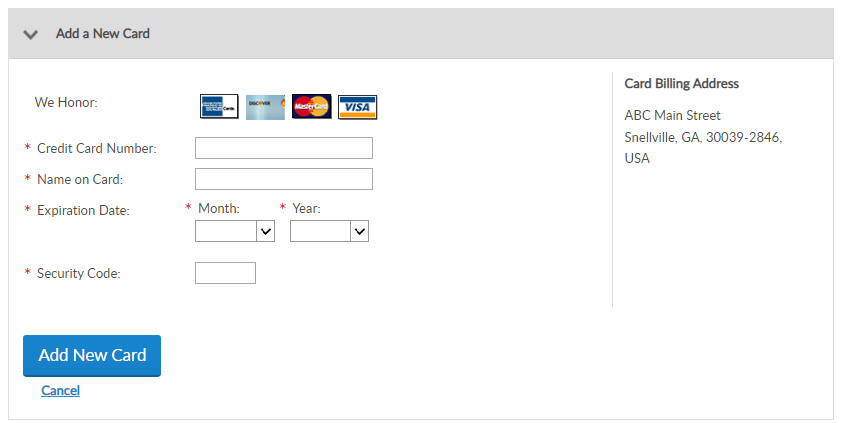 Add a New Card
We Honor:
Cards
DISCOVER
MasterCard
VISA
* Credit Card Number:
* Name on Card:
* Expiration Date:
* Month:
* Year:
* Security Code:
Card Billing Address
ABC Main Street
Snellville, GA, 30039-2846,
USA
Add New Card
Cancel